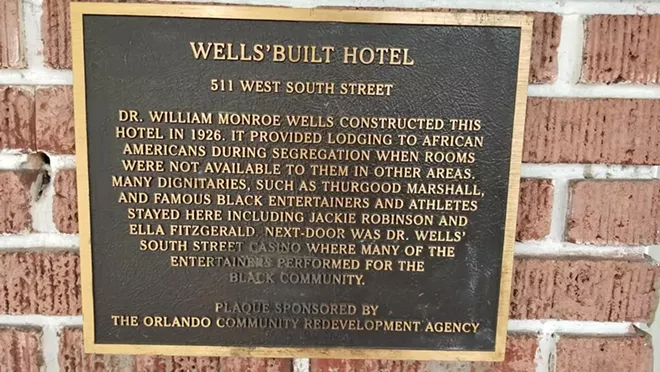 WELLS'BUILT HOTEL
511 WEST SOUTH STREET
DR. WILLIAM MONROE WELLS CONSTRUCTED THIS
HOTEL IN 1926. IT PROVIDED LODGING TO AFRICAN
AMERICANS DURING SEGREGATION WHEN ROOMS
WERE NOT AVAILABLE TO THEM IN OTHER AREAS.
MANY DIGNITARIES, SUCH AS THURGOOD MARSHALL,
AND FAMOUS BLACK ENTERTAINERS AND ATHLETES
STAYED HERE INCLUDING JACKIE ROBINSON AND
ELLA FITZGERALD. NEXT-DOOR WAS DR. WELLS'
SOUTH STREET CASINO WHERE MANY OF THE
ENTERTAINERS PERFORMED FOR THE
BLACK COMMUNITY.
PLAQUE SPONSORED BY
THE ORLANDO COMMUNITY REDEVELOPMENT AGENCY